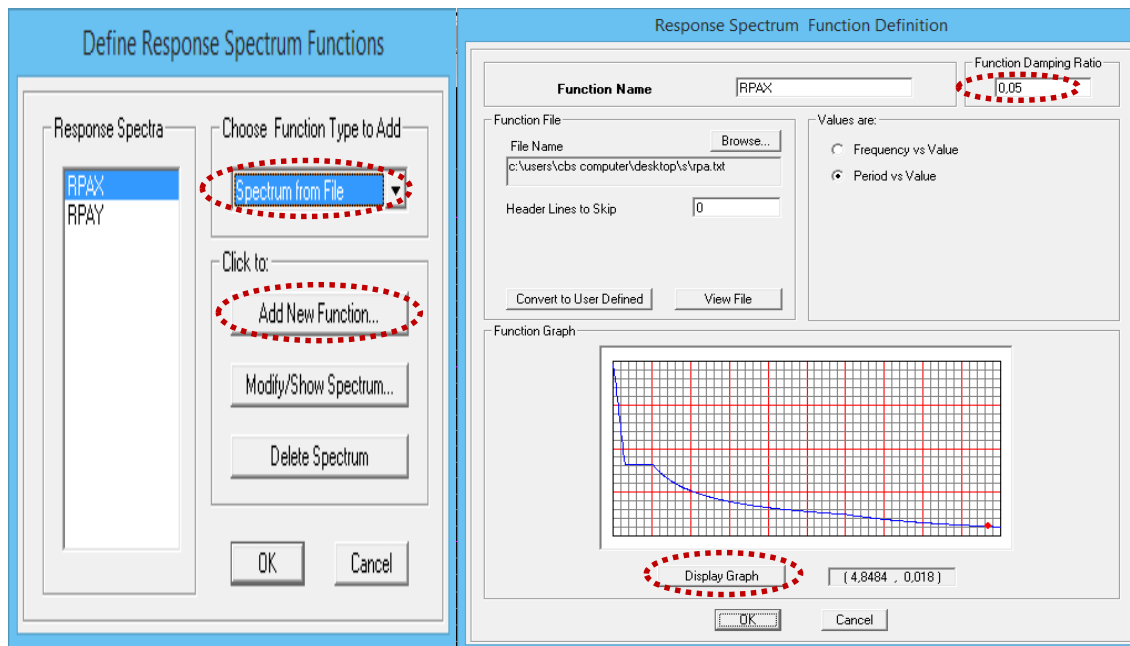 Define Response Spectrum Functions
Response Spectra
RPAX
RPAY
Choose Function Type to Add
Spectrum from File
Click to:
Add New Function...
Modify/Show Spectrum...
Delete Spectrum
OK
Cancel
Response Spectrum Function Definition
Function Name
RPAX
Function Damping Ratio
0,05
Function File
File Name
Browse...
c:\users\cbs computer\desktop\s\rpa.txt
Header Lines to Skip
0
Convert to User Defined
View File
Values are:
Frequency vs Value
Period vs Value
Function Graph
Display Graph
( 4,8484 , 0,018 )
OK
Cancel